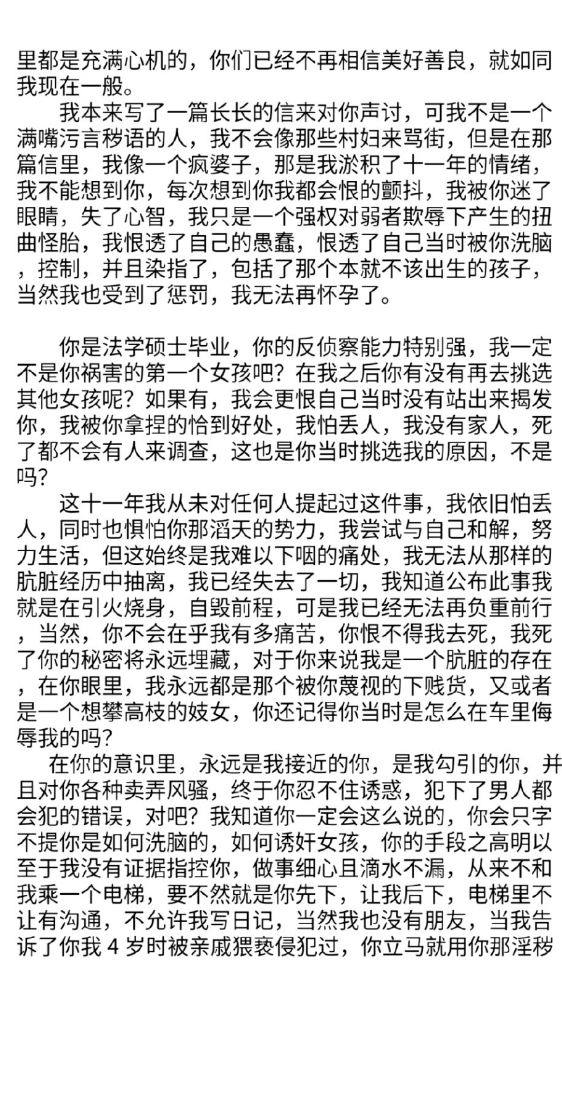 里都是充满心机的，你们已经不再相信美好善良，就如同
我现在一般。
我本来写了一篇长长的信来对你声讨，可我不是一个
满嘴污言秽语的人，我不会像那些村妇来骂街，但是在那
篇信里，我像一个疯婆子，那是我淤积了十一年的情绪，
我不能想到你，每次想到你我都会恨的颤抖，我被你迷了
眼睛，失了心智，我只是一个强权对弱者欺辱下产生的扭
曲怪胎，我恨透了自己的愚蠢，恨透了自己当时被你洗脑
，控制，并且染指了，包括了那个本就不该出生的孩子，
当然我也受到了惩罚，我无法再怀孕了。
你是法学硕士毕业，你的反侦察能力特别强，我一定
不是你祸害的第一个女孩吧？在我之后你有没有再去挑选
其他女孩呢？如果有，我会更恨自己当时没有站出来揭发
你，我被你拿捏的恰到好处，我怕丢人，我没有家人，死
了都不会有人来调查，这也是你当时挑选我的原因，不是
吗？
这十一年我从未对任何人提起过这件事，我依旧怕丢
人，同时也惧怕你那滔天的势力，我尝试与自己和解，努
力生活，但这始终是我难以下咽的痛处，我无法从那样的
肮脏经历中抽离，我已经失去了一切，我知道公布此事我
就是在引火烧身，自毁前程，可是我已经无法再负重前行
，当然，你不会在乎我有多痛苦，你恨不得我去死，我死
了你的秘密将永远埋藏，对于你来说我是一个肮脏的存在
，在你眼里，我永远都是那个被你蔑视的下贱货，又或者
是一个想攀高枝的妓女，你还记得你当时是怎么在车里侮
辱我的吗？
在你的意识里，永远是我接近的你，是我勾引的你，并
且对你各种卖弄风骚，终于你忍不住诱惑，犯下了男人都
会犯的错误，对吧？我知道你一定会这么说的，你会只字
不提你是如何洗脑的，如何诱奸女孩，你的手段之高明以
至于我没有证据指控你，做事细心且滴水不漏，从来不和
我乘一个电梯，要不然就是你先下，让我后下，电梯里不
让有沟通，不允许我写日记，当然我也没有朋友，当我告
诉了你我 4 岁时被亲戚猥亵侵犯过，你立马就用你那淫秽